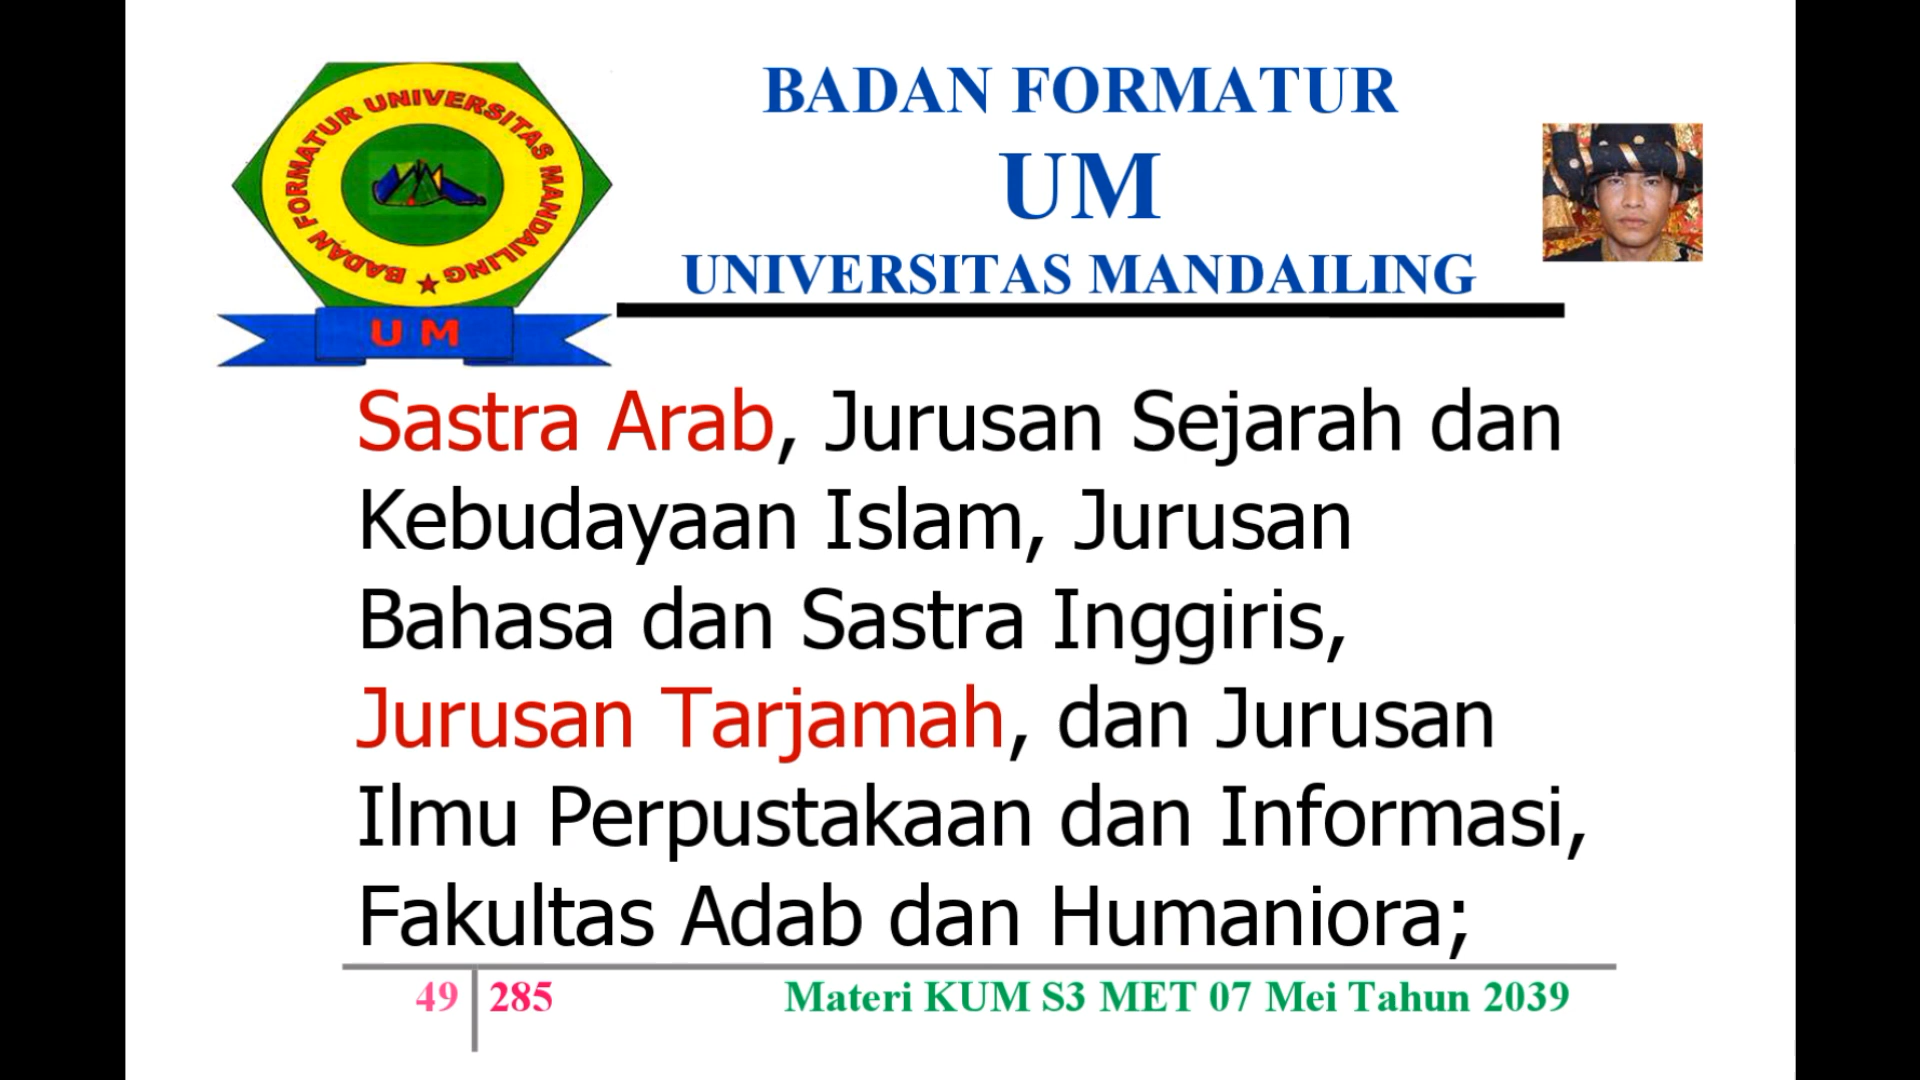 BADAN FORMATUR UNIVERSITAS MANDAILING
U M
BADAN FORMATUR
UM
UNIVERSITAS MANDAILING
Sastra Arab, Jurusan Sejarah dan
Kebudayaan Islam, Jurusan
Bahasa dan Sastra Inggiris,
Jurusan Tarjamah, dan Jurusan
Ilmu Perpustakaan dan Informasi,
Fakultas Adab dan Humaniora;
49 285 Materi KUM S3 MET 07 Mei Tahun 2039